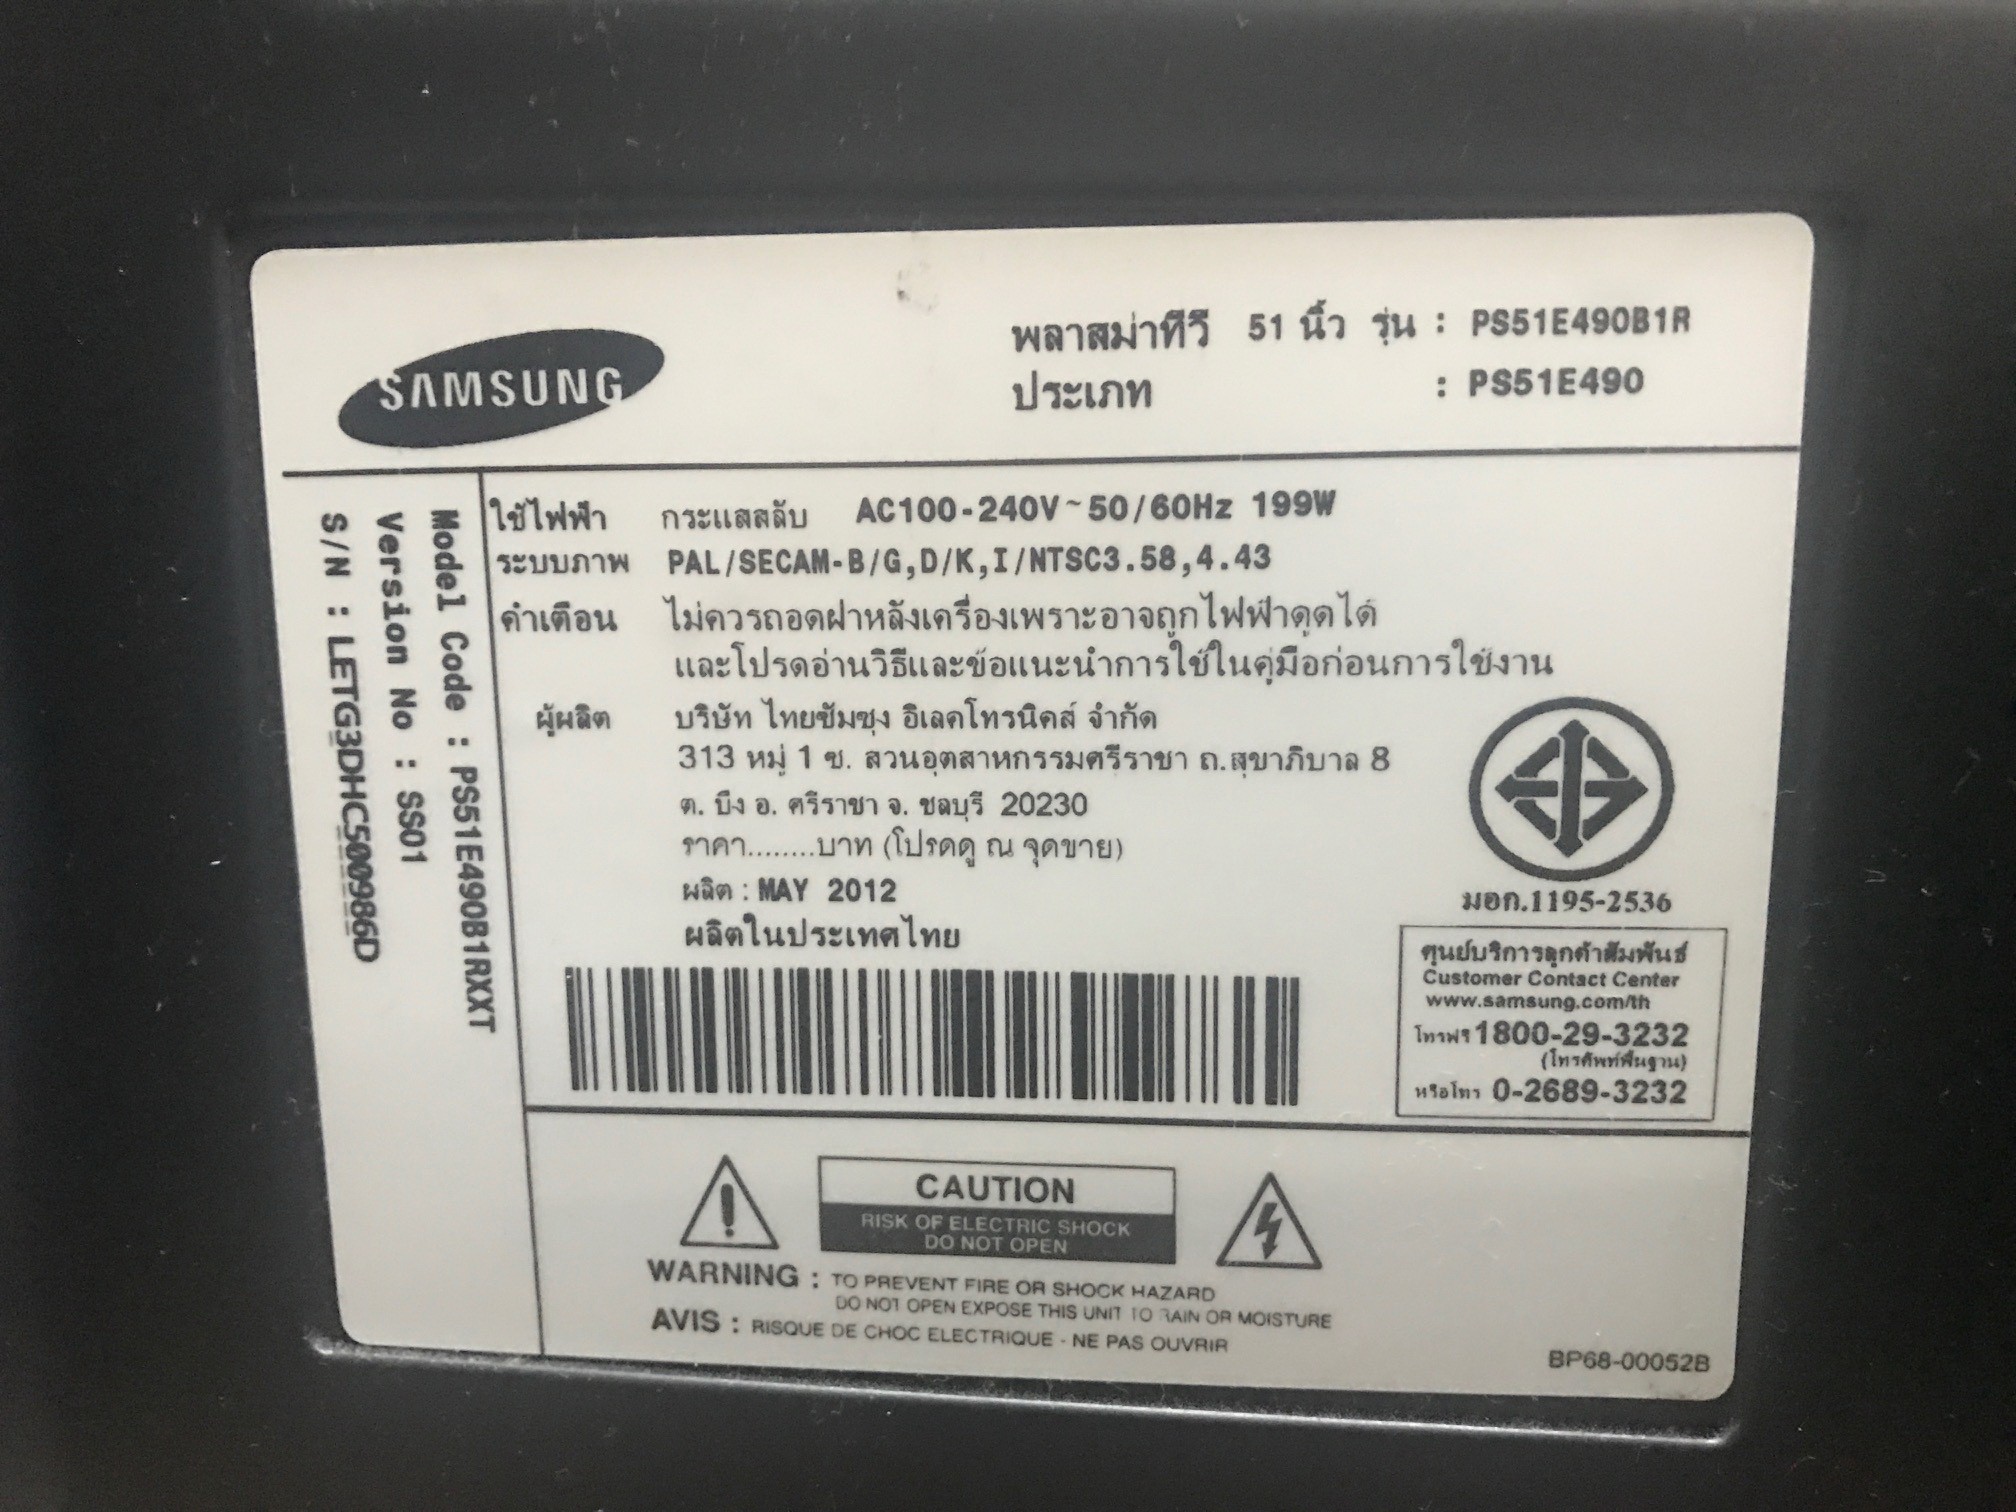 SAMSUNG
พลาสม่าทีวี 51 นิ้ว รุ่น : PS51E490B1R
ประเภท : PS51E490
Model Code : PS51E490B1RXXT
Version No : SS01
S/N : LETG3DHC500986D
ใช้ไฟฟ้า กระแสสลับ AC100-240V~50/60Hz 199W
ระบบภาพ PAL/SECAM-B/G,D/K,I/NTSC3.58,4.43
คำเตือน ไม่ควรถอดฝาหลังเครื่องเพราะอาจถูกไฟฟ้าดูดได้
และโปรดอ่านวิธีและข้อแนะนำการใช้ในคู่มือก่อนการใช้งาน
ผู้ผลิต บริษัท ไทยซัมซุง อิเลคโทรนิคส์ จำกัด
313 หมู่ 1 ซ. สวนอุตสาหกรรมศรีราชา ถ.สุขาภิบาล 8
ต. บึง อ. ศรีราชา จ. ชลบุรี 20230
ราคา........บาท (โปรดดู ณ จุดขาย)
ผลิต : MAY 2012
ผลิตในประเทศไทย
มอก.1195-2536
ศูนย์บริการลูกค้าสัมพันธ์
Customer Contact Center
www.samsung.com/th
โทรฟรี 1800-29-3232
(โทรศัพท์พื้นฐาน)
หรือโทร 0-2689-3232
CAUTION
RISK OF ELECTRIC SHOCK
DO NOT OPEN
WARNING : TO PREVENT FIRE OR SHOCK HAZARD
DO NOT OPEN EXPOSE THIS UNIT TO RAIN OR MOISTURE
AVIS : RISQUE DE CHOC ELECTRIQUE - NE PAS OUVRIR
BP68-00052B